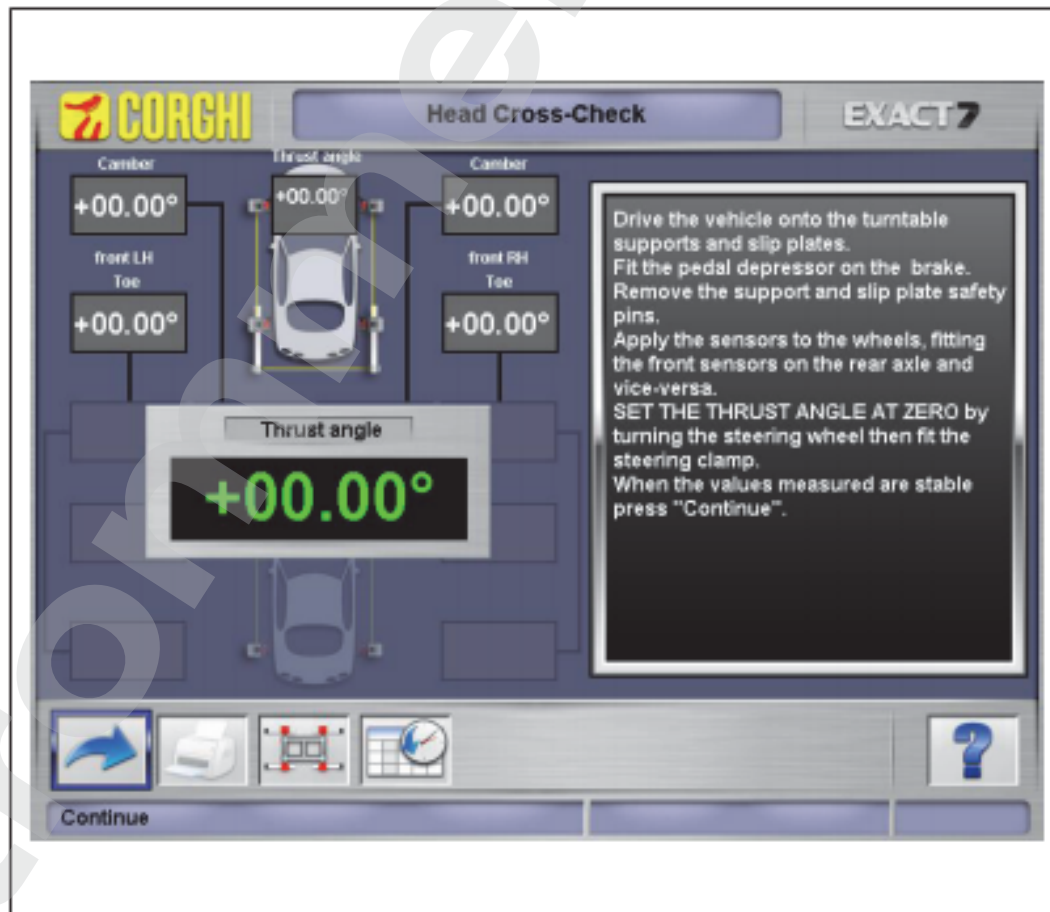 CORGHI
Head Cross-Check
EXACT7
Camber
Thrust angle
Camber
+00.00°
+00.00°
+00.00°
front LH
front RH
Toe
Toe
+00.00°
+00.00°
Thrust angle
+00.00°
Drive the vehicle onto the turntable
supports and slip plates.
Fit the pedal depressor on the brake.
Remove the support and slip plate safety
pins.
Apply the sensors to the wheels, fitting
the front sensors on the rear axle and
vice-versa.
SET THE THRUST ANGLE AT ZERO by
turning the steering wheel then fit the
steering clamp.
When the values measured are stable
press "Continue".
?
Continue